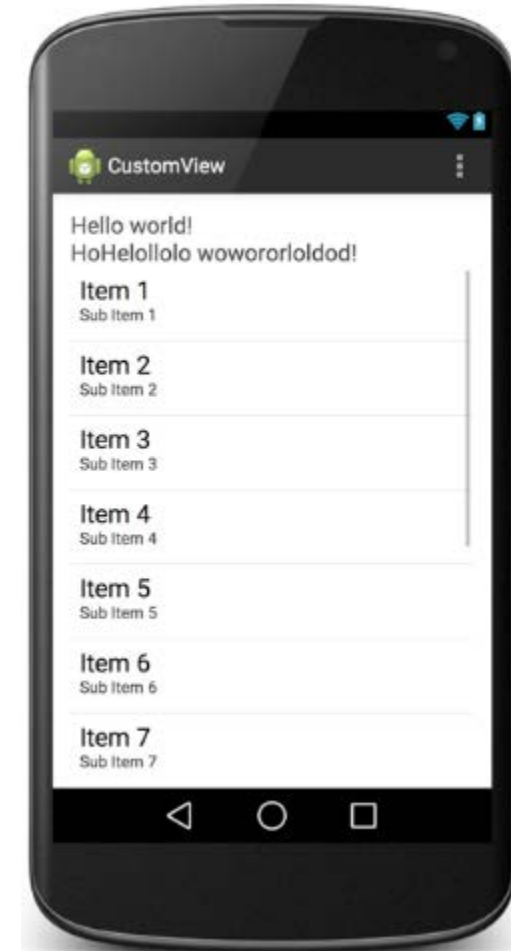 CustomView
Hello world!
HoHelollolo wowororloldod!
Item 1
Sub Item 1
Item 2
Sub Item 2
Item 3
Sub Item 3
Item 4
Sub Item 4
Item 5
Sub Item 5
Item 6
Sub Item 6
Item 7
Sub Item 7